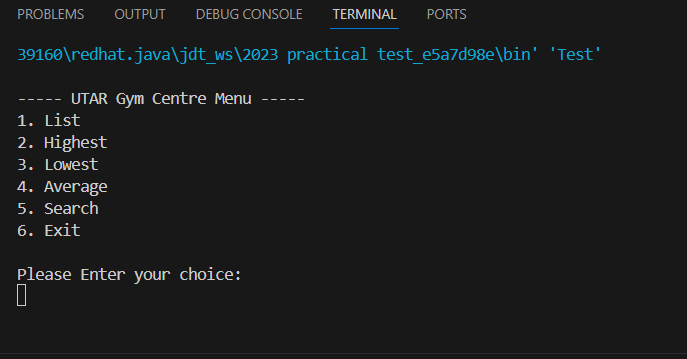 PROBLEMS OUTPUT DEBUG CONSOLE TERMINAL PORTS
39160\redhat.java\jdt_ws\2023 practical test_e5a7d98e\bin' 'Test'
----- UTAR Gym Centre Menu -----
1. List
2. Highest
3. Lowest
4. Average
5. Search
6. Exit
Please Enter your choice: